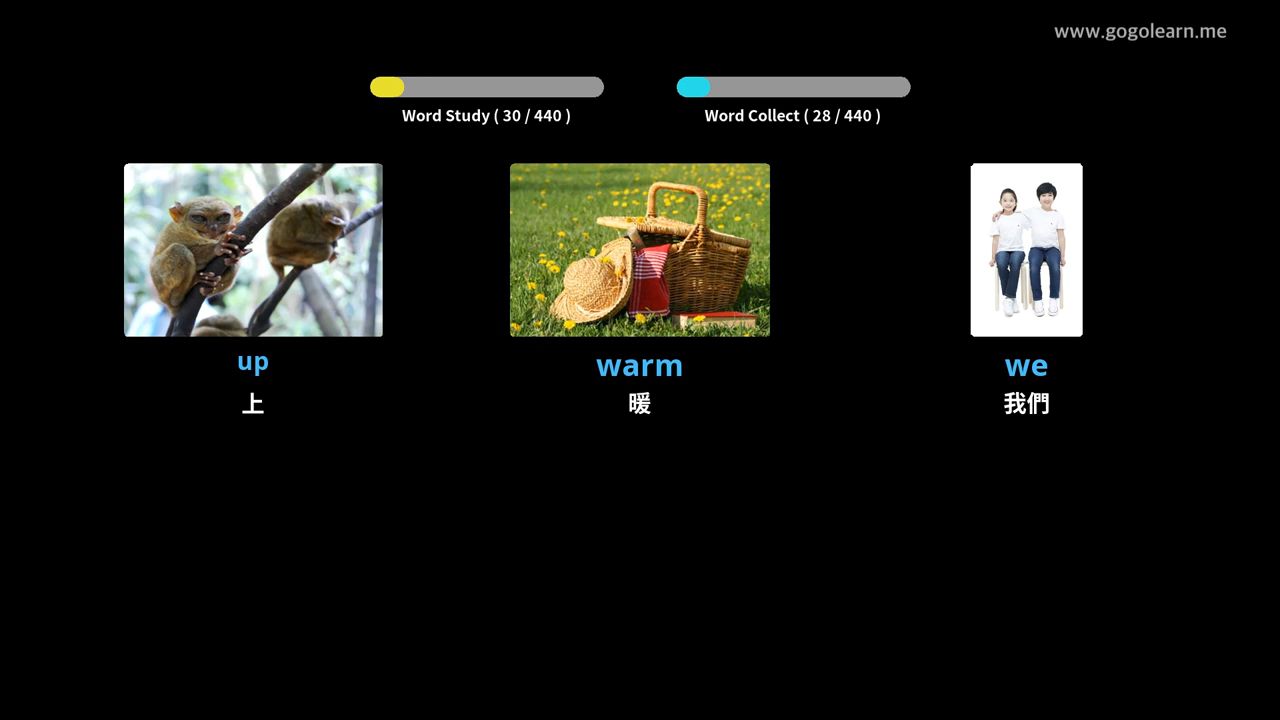 www.gogolearn.me
Word Study ( 30 / 440 )
Word Collect ( 28 / 440 )
up
上
warm
暖
we
我們